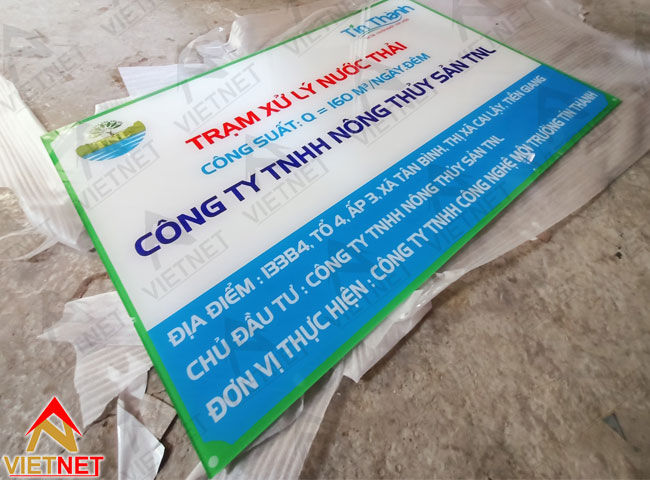 Tín Thành
TRẠM XỬ LÝ NƯỚC THẢI
CÔNG SUẤT: Q = 160 M³/NGÀY.ĐÊM
CÔNG TY TNHH NÔNG THỦY SẢN TNL
ĐỊA ĐIỂM : 133B4, TỔ 4, ẤP 3, XÃ TÂN BÌNH, THỊ XÃ CAI LẬY, TIỀN GIANG
CHỦ ĐẦU TƯ : CÔNG TY TNHH NÔNG THỦY SẢN TNL
ĐƠN VỊ THỰC HIỆN : CÔNG TY TNHH CÔNG NGHỆ MÔI TRƯỜNG TÍN THÀNH
VIETNET